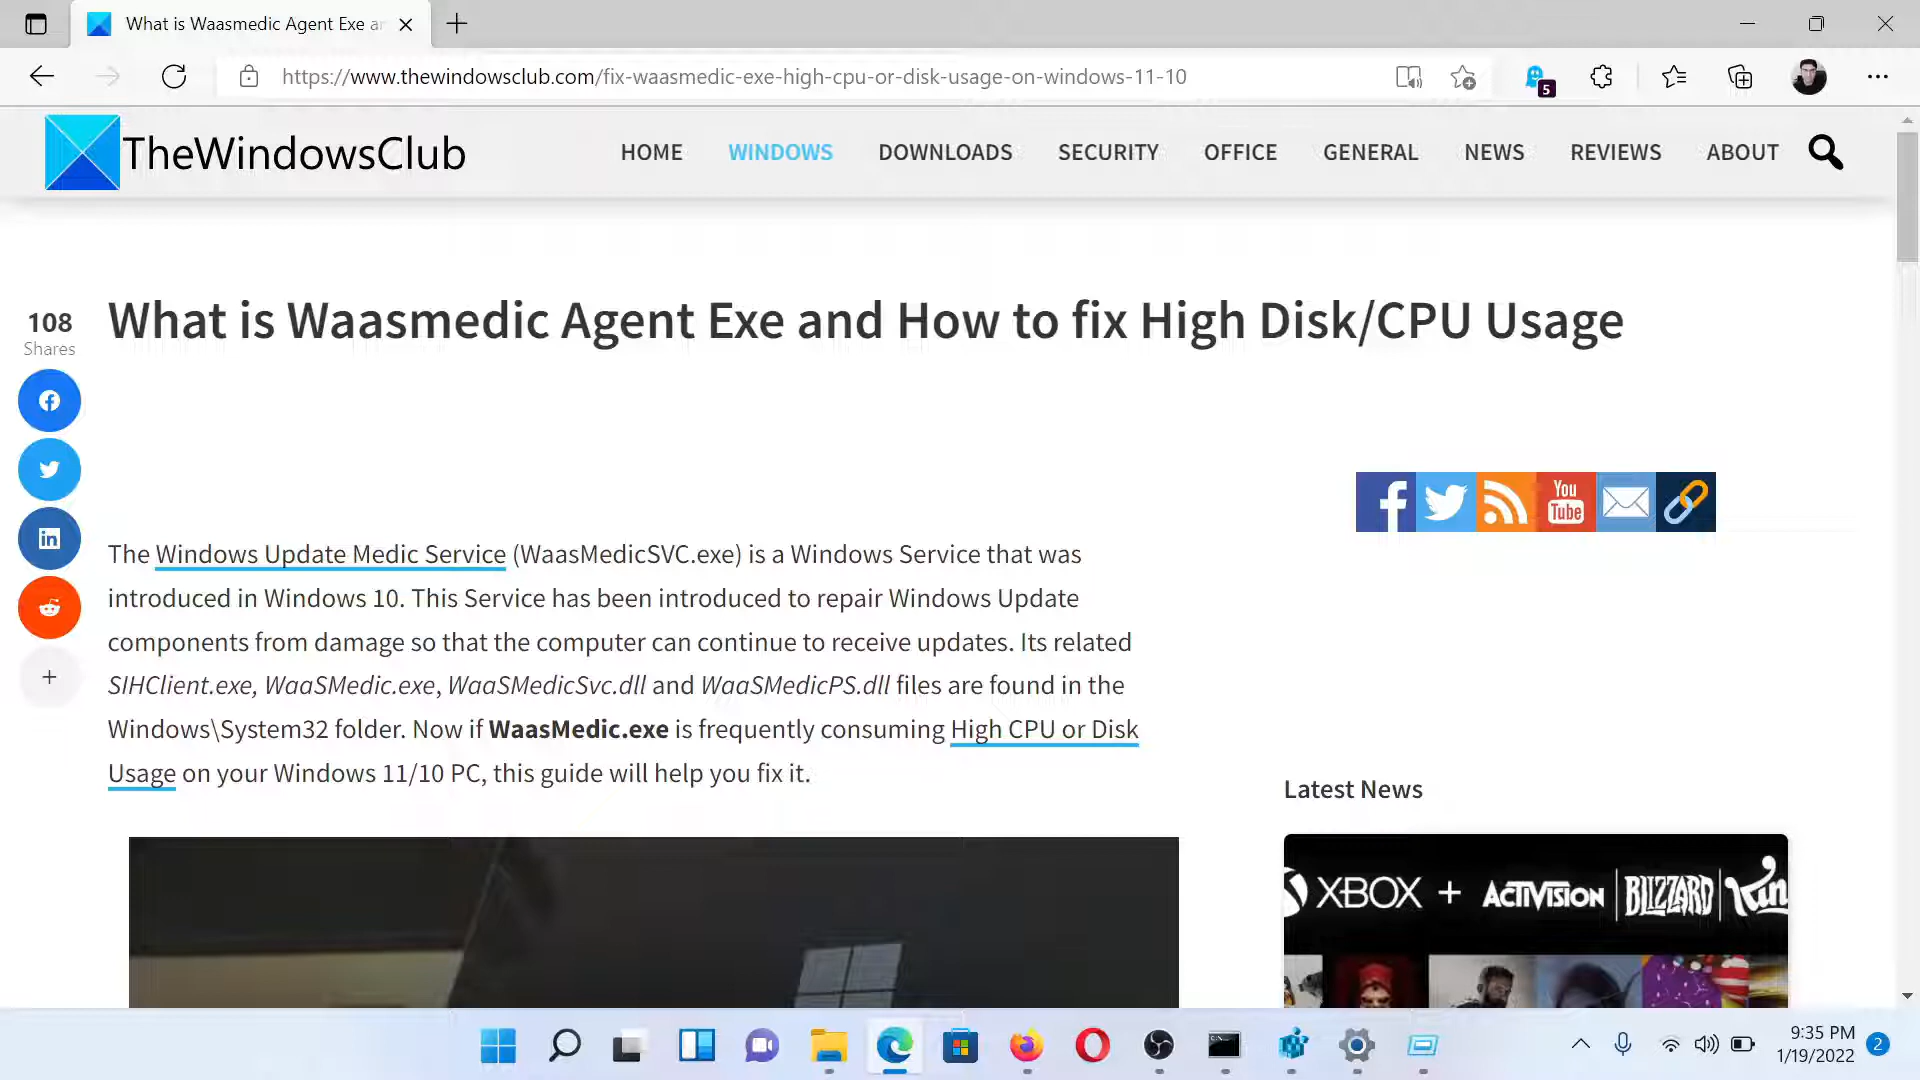 What is Waasmedic Agent Exe ar
https://www.thewindowsclub.com/fix-waasmedic-exe-high-cpu-or-disk-usage-on-windows-11-10
5
TheWindowsClub
HOME WINDOWS DOWNLOADS SECURITY OFFICE GENERAL NEWS REVIEWS ABOUT
What is Waasmedic Agent Exe and How to fix High Disk/CPU Usage
108
Shares
You
Tube
The Windows Update Medic Service (WaasMedicSVC.exe) is a Windows Service that was
introduced in Windows 10. This Service has been introduced to repair Windows Update
components from damage so that the computer can continue to receive updates. Its related
SIHClient.exe, WaaSMedic.exe, WaaSMedicSvc.dll and WaaSMedicPS.dll files are found in the
Windows\System32 folder. Now if WaasMedic.exe is frequently consuming High CPU or Disk
Usage on your Windows 11/10 PC, this guide will help you fix it.
Latest News
XBOX + ACTIVISION | BLIZZARD | Kin
9:35 PM
1/19/2022
2